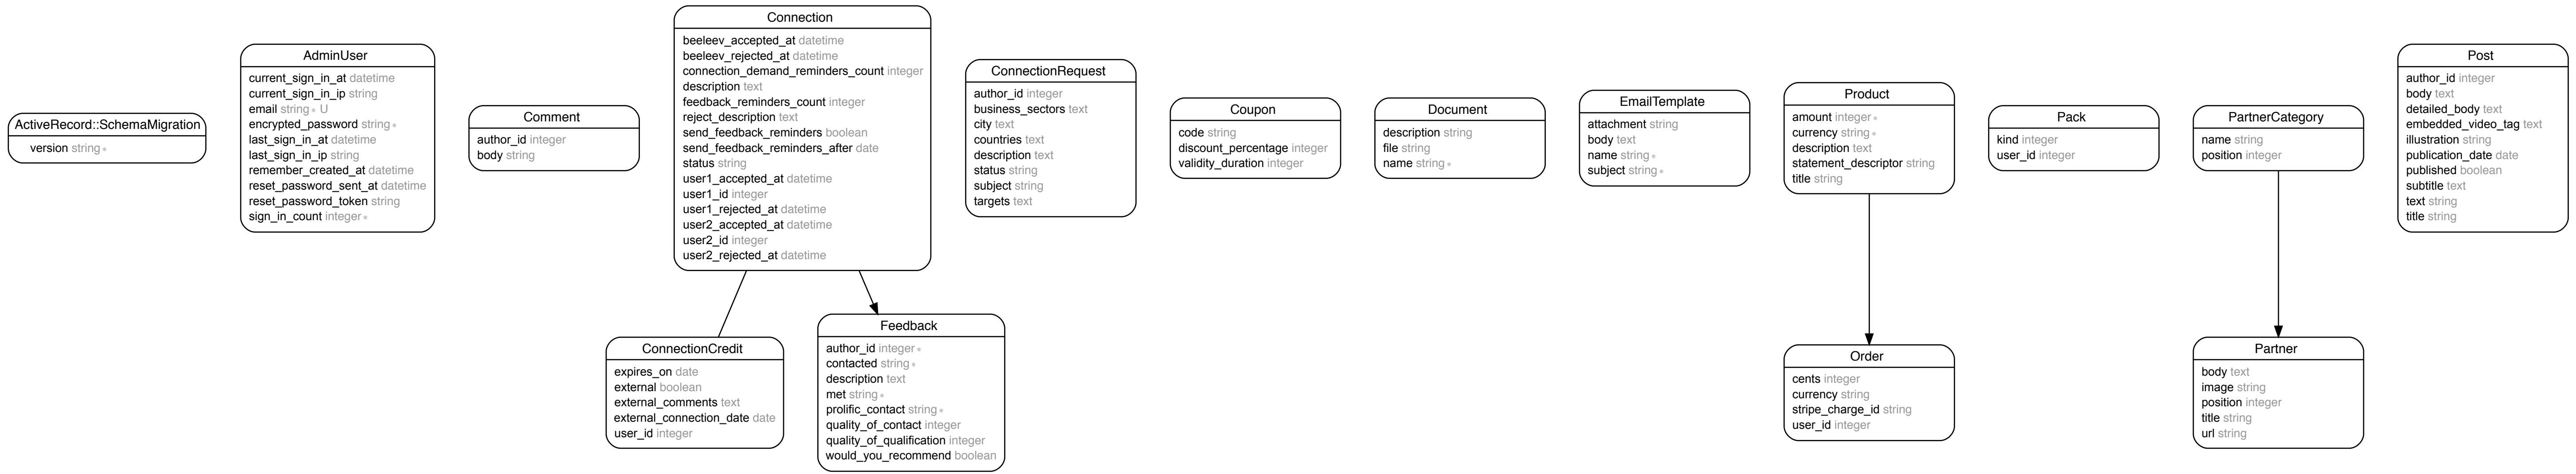 ActiveRecord::SchemaMigration
version string ∗
AdminUser
current_sign_in_at datetime
current_sign_in_ip string
email string ∗ U
encrypted_password string ∗
last_sign_in_at datetime
last_sign_in_ip string
remember_created_at datetime
reset_password_sent_at datetime
reset_password_token string
sign_in_count integer ∗
Comment
author_id integer
body string
Connection
beeleev_accepted_at datetime
beeleev_rejected_at datetime
connection_demand_reminders_count integer
description text
feedback_reminders_count integer
reject_description text
send_feedback_reminders boolean
send_feedback_reminders_after date
status string
user1_accepted_at datetime
user1_id integer
user1_rejected_at datetime
user2_accepted_at datetime
user2_id integer
user2_rejected_at datetime
ConnectionRequest
author_id integer
business_sectors text
city text
countries text
description text
status string
subject string
targets text
Coupon
code string
discount_percentage integer
validity_duration integer
Document
description string
file string
name string ∗
EmailTemplate
attachment string
body text
name string ∗
subject string ∗
Product
amount integer ∗
currency string ∗
description text
statement_descriptor string
title string
Pack
kind integer
user_id integer
PartnerCategory
name string
position integer
Post
author_id integer
body text
detailed_body text
embedded_video_tag text
illustration string
publication_date date
published boolean
subtitle text
text string
title string
ConnectionCredit
expires_on date
external boolean
external_comments text
external_connection_date date
user_id integer
Feedback
author_id integer ∗
contacted string ∗
description text
met string ∗
prolific_contact string ∗
quality_of_contact integer
quality_of_qualification integer
would_you_recommend boolean
Order
cents integer
currency string
stripe_charge_id string
user_id integer
Partner
body text
image string
position integer
title string
url string